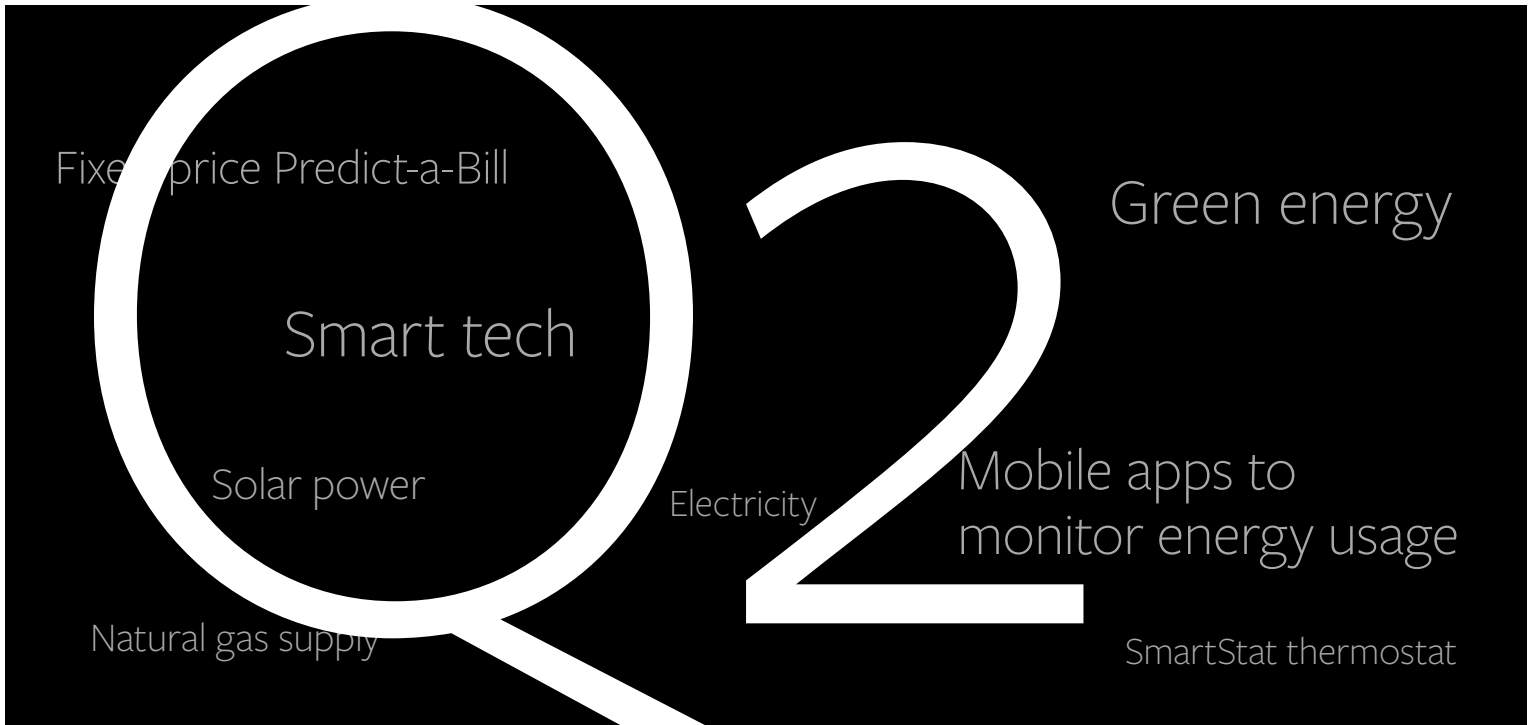 Q2
Fixed-price Predict-a-Bill
Green energy
Smart tech
Solar power
Electricity
Mobile apps to
monitor energy usage
Natural gas supply
SmartStat thermostat